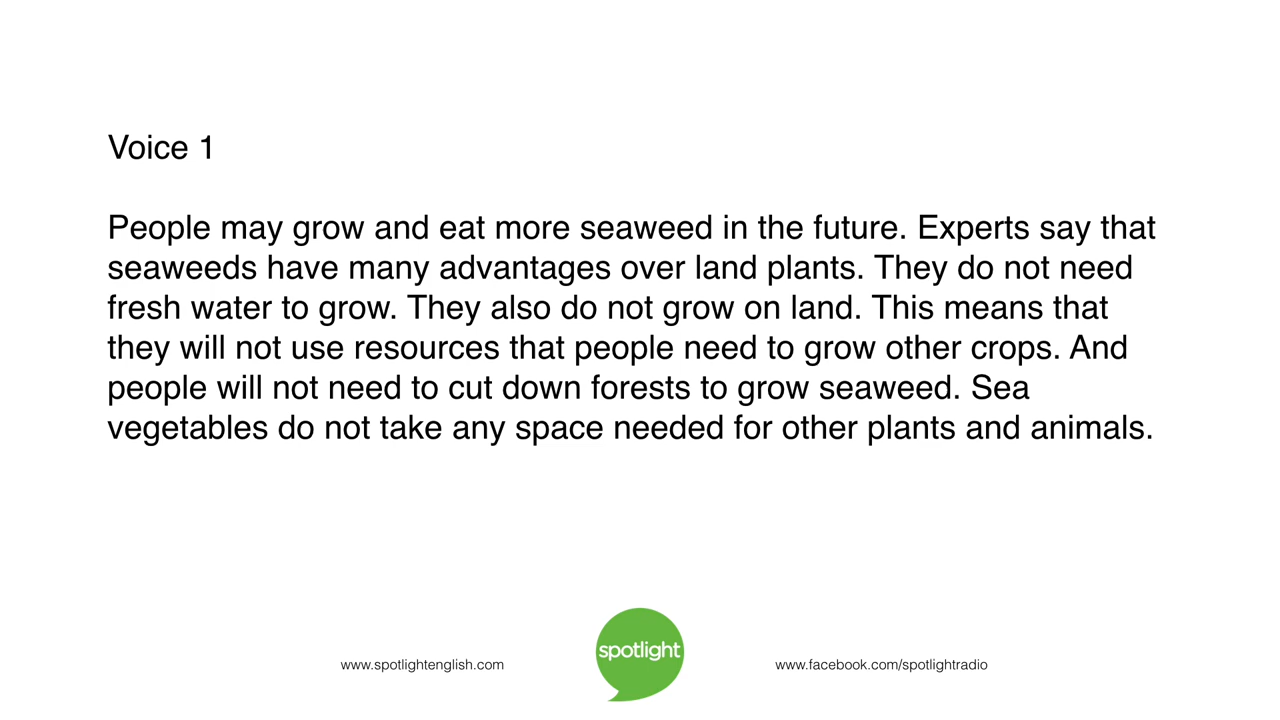 Voice 1
People may grow and eat more seaweed in the future. Experts say that
seaweeds have many advantages over land plants. They do not need
fresh water to grow. They also do not grow on land. This means that
they will not use resources that people need to grow other crops. And
people will not need to cut down forests to grow seaweed. Sea
vegetables do not take any space needed for other plants and animals.
www.spotlightenglish.com
spotlight
www.facebook.com/spotlightradio